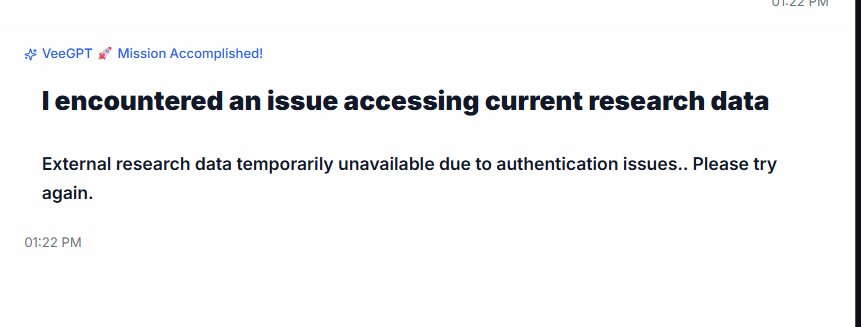 01:22 PM
VeeGPT 🚀 Mission Accomplished!
I encountered an issue accessing current research data
External research data temporarily unavailable due to authentication issues.. Please try
again.
01:22 PM